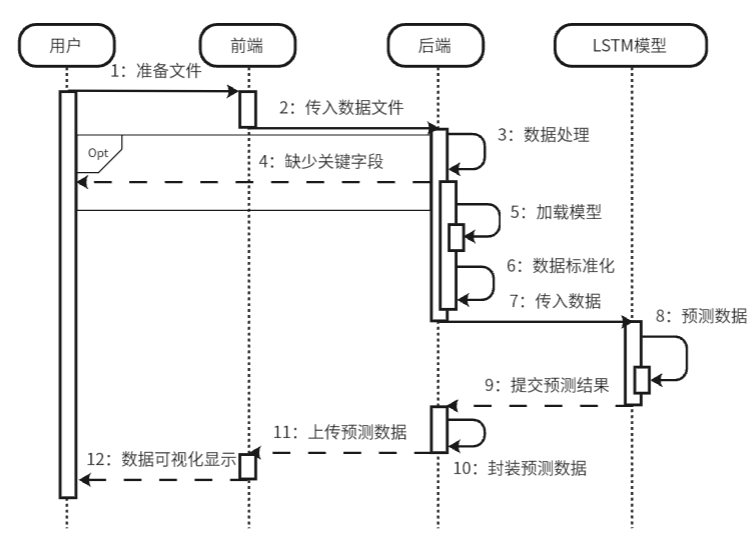 用户
前端
后端
LSTM模型
1：准备文件
2：传入数据文件
3：数据处理
Opt
4：缺少关键字段
5：加载模型
6：数据标准化
7：传入数据
8：预测数据
9：提交预测结果
11：上传预测数据
12：数据可视化显示
10：封装预测数据